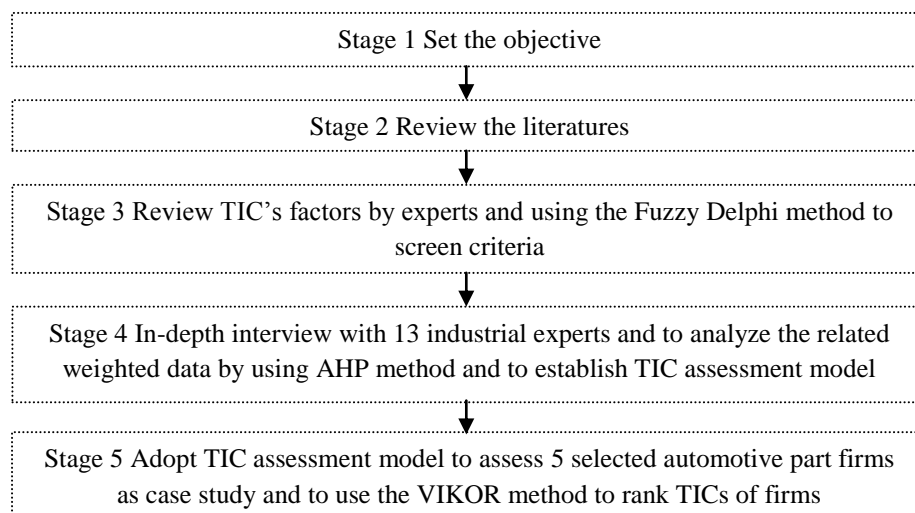 Stage 1 Set the objective
Stage 2 Review the literatures
Stage 3 Review TIC's factors by experts and using the Fuzzy Delphi method to
screen criteria
Stage 4 In-depth interview with 13 industrial experts and to analyze the related
weighted data by using AHP method and to establish TIC assessment model
Stage 5 Adopt TIC assessment model to assess 5 selected automotive part firms
as case study and to use the VIKOR method to rank TICs of firms